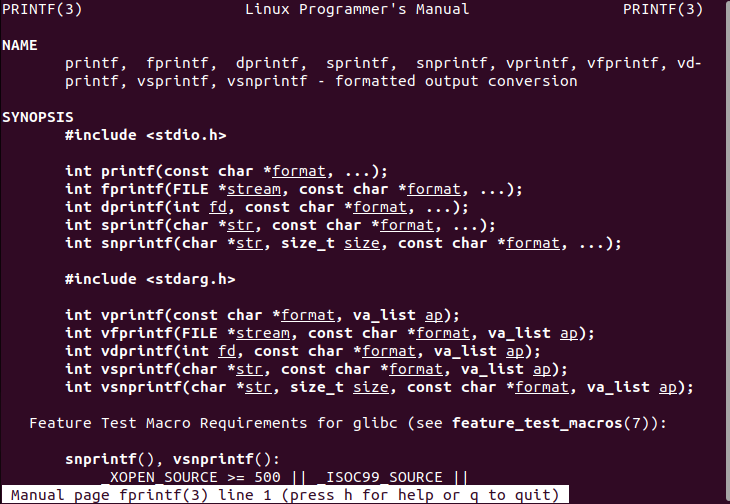 PRINTF(3) Linux Programmer's Manual PRINTF(3)
NAME
printf, fprintf, dprintf, sprintf, snprintf, vprintf, vfprintf, vd-
printf, vsprintf, vsnprintf - formatted output conversion
SYNOPSIS
#include <stdio.h>
int printf(const char *format, ...);
int fprintf(FILE *stream, const char *format, ...);
int dprintf(int fd, const char *format, ...);
int sprintf(char *str, const char *format, ...);
int snprintf(char *str, size_t size, const char *format, ...);
#include <stdarg.h>
int vprintf(const char *format, va_list ap);
int vfprintf(FILE *stream, const char *format, va_list ap);
int vdprintf(int fd, const char *format, va_list ap);
int vsprintf(char *str, const char *format, va_list ap);
int vsnprintf(char *str, size_t size, const char *format, va_list ap);
Feature Test Macro Requirements for glibc (see feature_test_macros(7)):
snprintf(), vsnprintf():
_XOPEN_SOURCE >= 500 || _ISOC99_SOURCE ||
Manual page fprintf(3) line 1 (press h for help or q to quit)